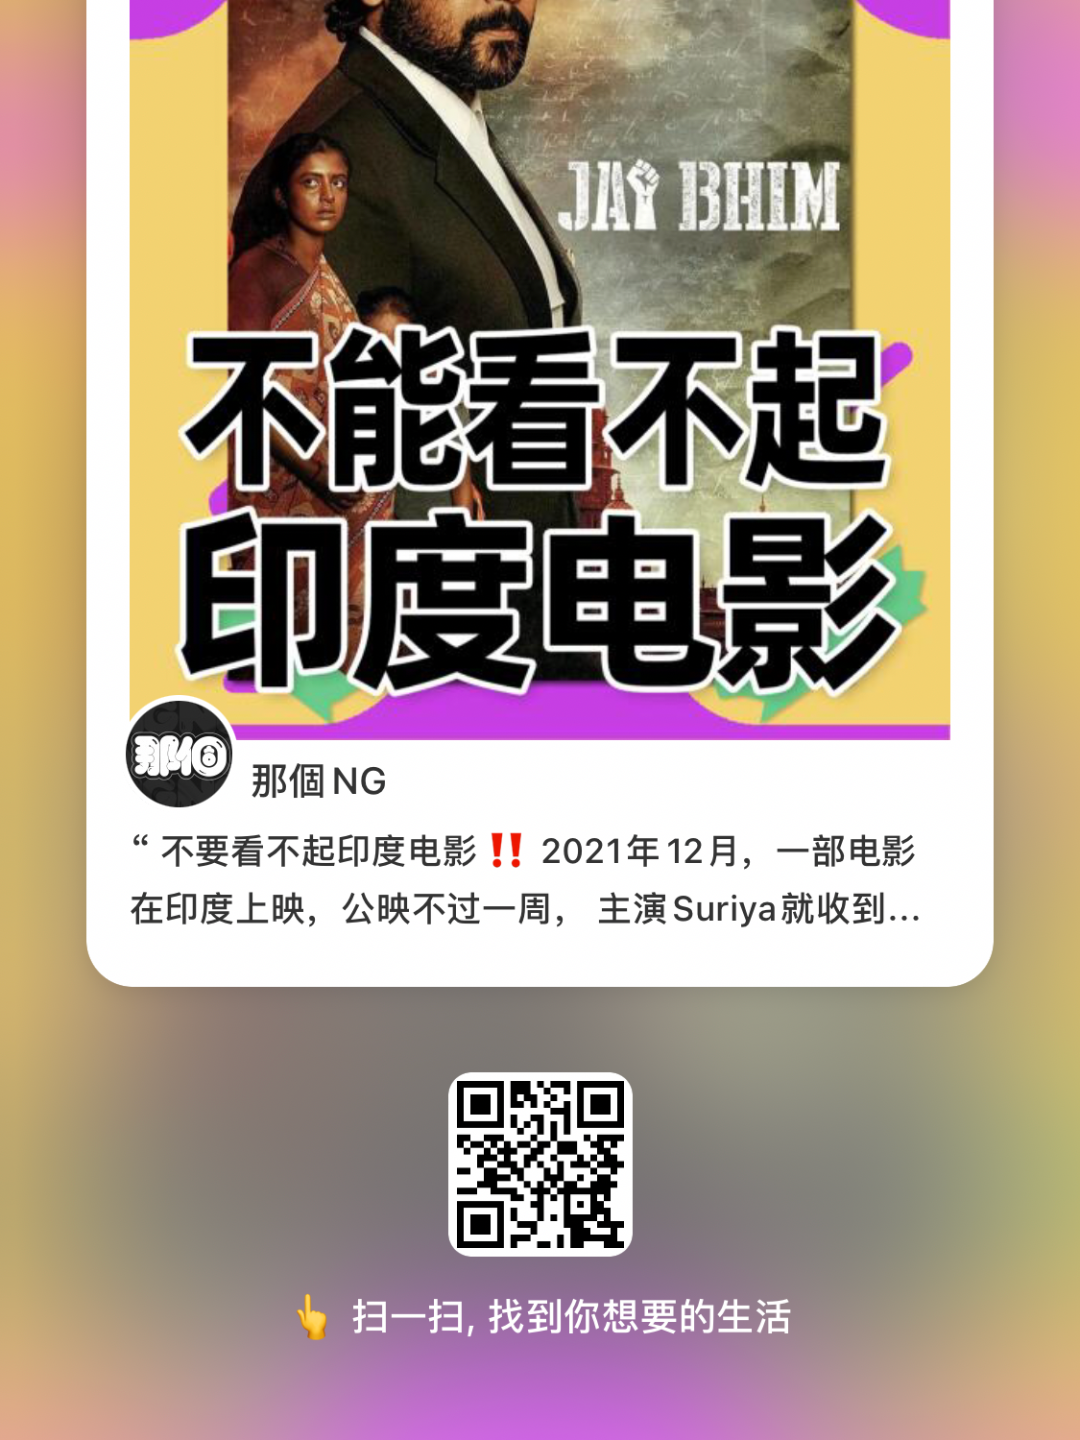 JAI BHIM
不能看不起
印度电影
那個
那個NG
“ 不要看不起印度电影‼️ 2021年12月，一部电影
在印度上映，公映不过一周， 主演Suriya就收到...
👆 扫一扫, 找到你想要的生活